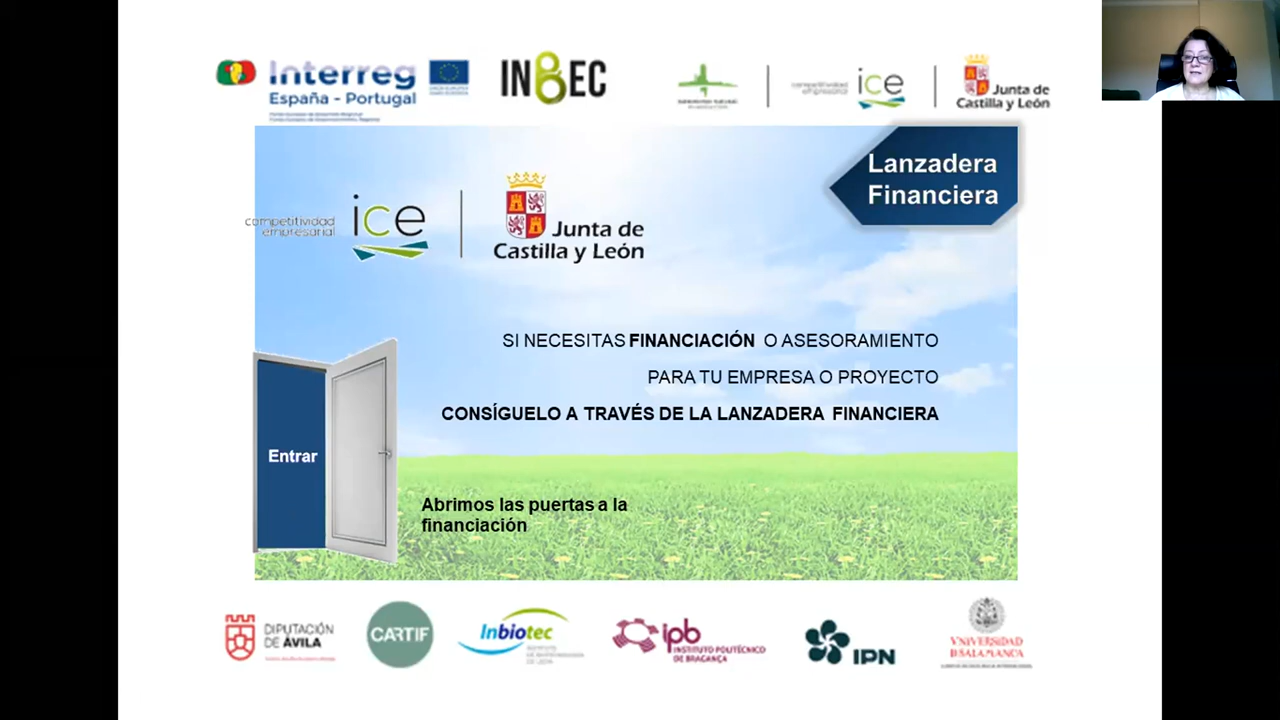 Interreg
España - Portugal
INBEC
competitividad
empresarial
ice
Junta de
Castilla y León
Lanzadera
Financiera
competitividad
empresarial
ice
Junta de
Castilla y León
SI NECESITAS FINANCIACIÓN O ASESORAMIENTO
PARA TU EMPRESA O PROYECTO
CONSÍGUELO A TRAVÉS DE LA LANZADERA FINANCIERA
Entrar
Abrimos las puertas a la
financiación
DIPUTACIÓN
DE ÁVILA
CARTIF
Inbiotec
ipb
INSTITUTO POLITÉCNICO
DE BRAGANÇA
IPN
VNIVERSIDAD
D SALAMANCA